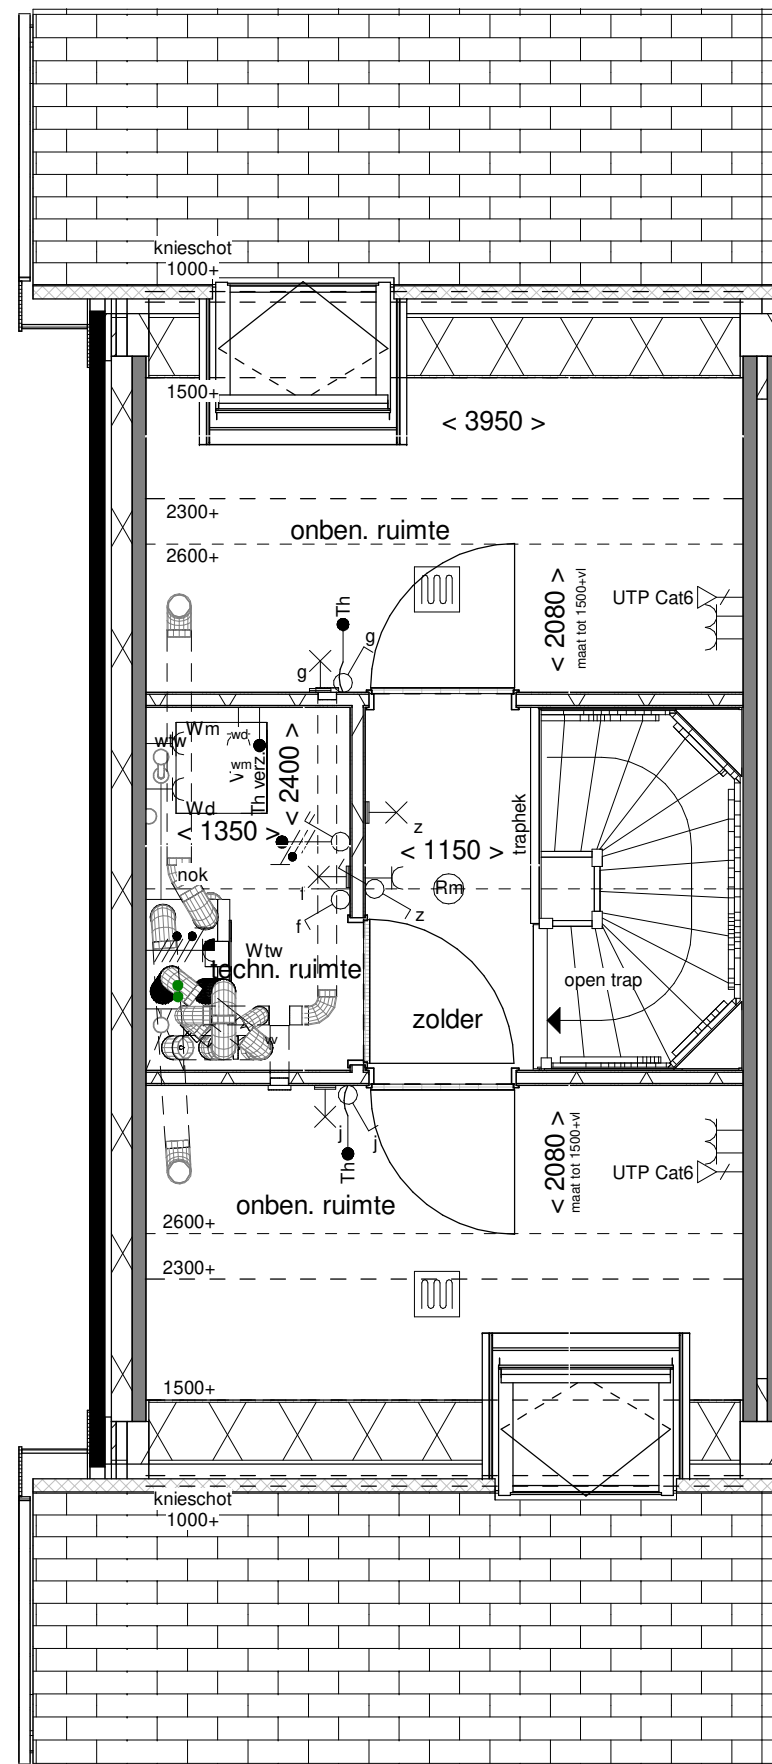 knieschot
1000+
1500+
< 3950 >
2300+
onben. ruimte
2600+
< 2080 >
maat tot 1500+vl
UTP Cat6
Th
g
g
Wm
wd
wtw
wm
Th verz.
< 2400 >
Wd
< 1350 >
z
traphek
< 1150 >
nok
Rm
f
z
f
Wtw
techn. ruimte
open trap
zolder
w
j
j
Th
< 2080 >
maat tot 1500+vl
UTP Cat6
onben. ruimte
2600+
2300+
1500+
knieschot
1000+